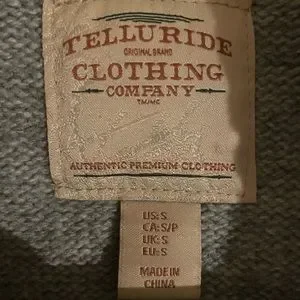 TELLURIDE
ORIGINAL BRAND
CLOTHING
COMPANY
TM/MC
AUTHENTIC PREMIUM CLOTHING
US: S
CA: S/P
UK: S
EU: S
MADE IN
CHINA